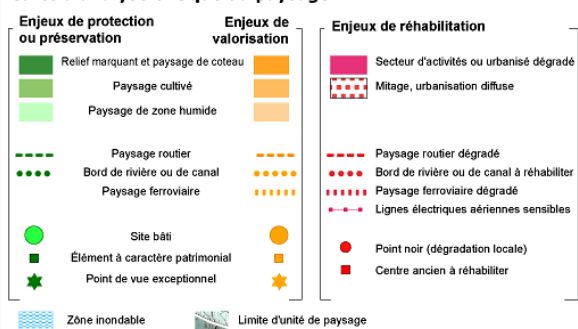 Enjeux de protection
ou préservation
Enjeux de
valorisation
Relief marquant et paysage de coteau
Paysage cultivé
Paysage de zone humide
Paysage routier
Bord de rivière ou de canal
Paysage ferroviaire
Site bâti
Élément à caractère patrimonial
Point de vue exceptionnel
Enjeux de réhabilitation
Secteur d'activités ou urbanisé dégradé
Mitage, urbanisation diffuse
Paysage routier dégradé
Bord de rivière ou de canal à réhabiliter
Paysage ferroviaire dégradé
Lignes électriques aériennes sensibles
Point noir (dégradation locale)
Centre ancien à réhabiliter
Zône inondable
Limite d'unité de paysage